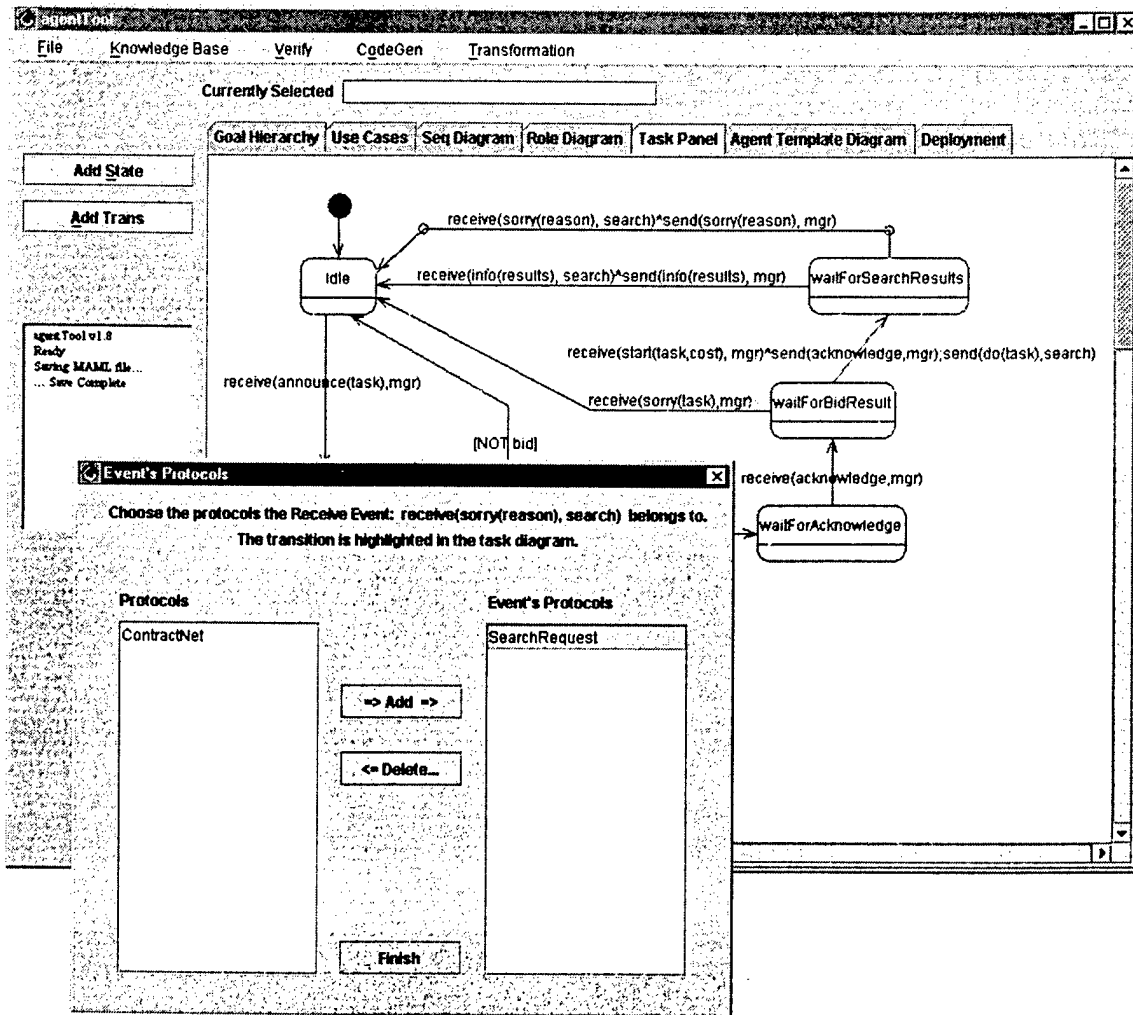 agentTool
File Knowledge Base Verify CodeGen Transformation
Currently Selected
Goal Hierarchy Use Cases Seq Diagram Role Diagram Task Panel Agent Template Diagram Deployment
Add State
Add Trans
agentTool v1.8
Ready
Saving MAML file...
... Save Complete
receive(sorry(reason), search)^send(sorry(reason), mgr)
Idle
receive(info(results), search)^send(info(results), mgr)
waitForSearchResults
receive(start(task,cost), mgr)^send(acknowledge,mgr);send(do(task),search)
receive(announce(task),mgr)
receive(sorry(task),mgr)
waitForBidResult
[NOT bid]
receive(acknowledge,mgr)
waitForAcknowledge
Event's Protocols
Choose the protocols the Receive Event: receive(sorry(reason), search) belongs to.
The transition is highlighted in the task diagram.
Protocols
Event's Protocols
ContractNet
SearchRequest
=> Add =>
<= Delete...
Finish